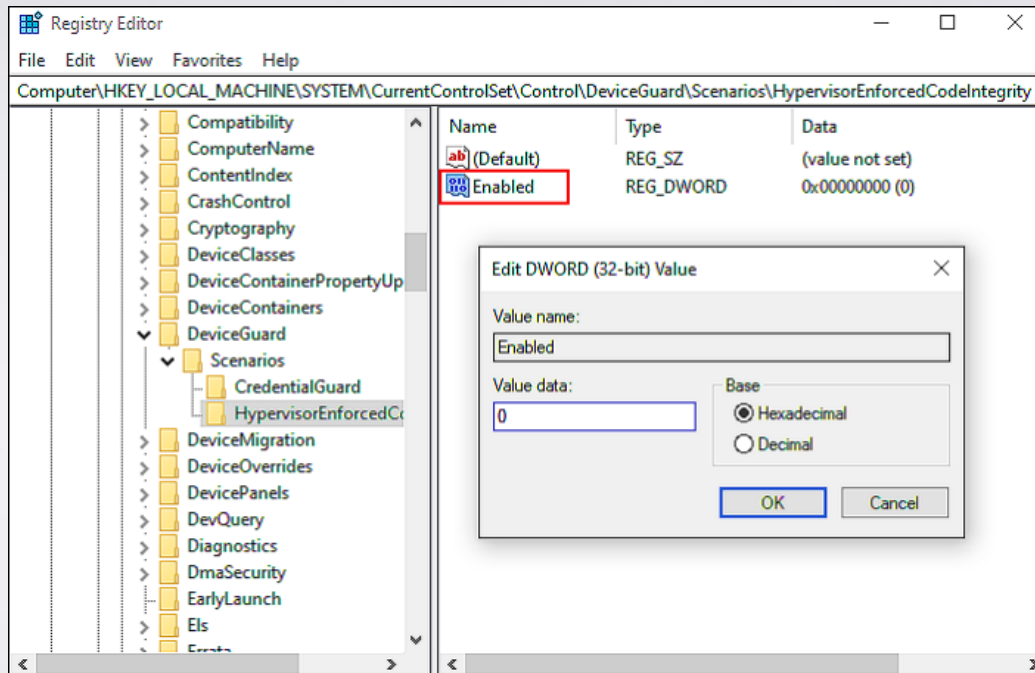 Registry Editor
File Edit View Favorites Help
Computer\HKEY_LOCAL_MACHINE\SYSTEM\CurrentControlSet\Control\DeviceGuard\Scenarios\HypervisorEnforcedCodeIntegrity
Compatibility
ComputerName
ContentIndex
CrashControl
Cryptography
DeviceClasses
DeviceContainerPropertyUp
DeviceContainers
DeviceGuard
Scenarios
CredentialGuard
HypervisorEnforcedCo
DeviceMigration
DeviceOverrides
DevicePanels
DevQuery
Diagnostics
DmaSecurity
EarlyLaunch
Els
Errata
Name Type Data
(Default) REG_SZ (value not set)
Enabled REG_DWORD 0x00000000 (0)
Edit DWORD (32-bit) Value
Value name:
Enabled
Value data:
0
Base
Hexadecimal
Decimal
OK Cancel